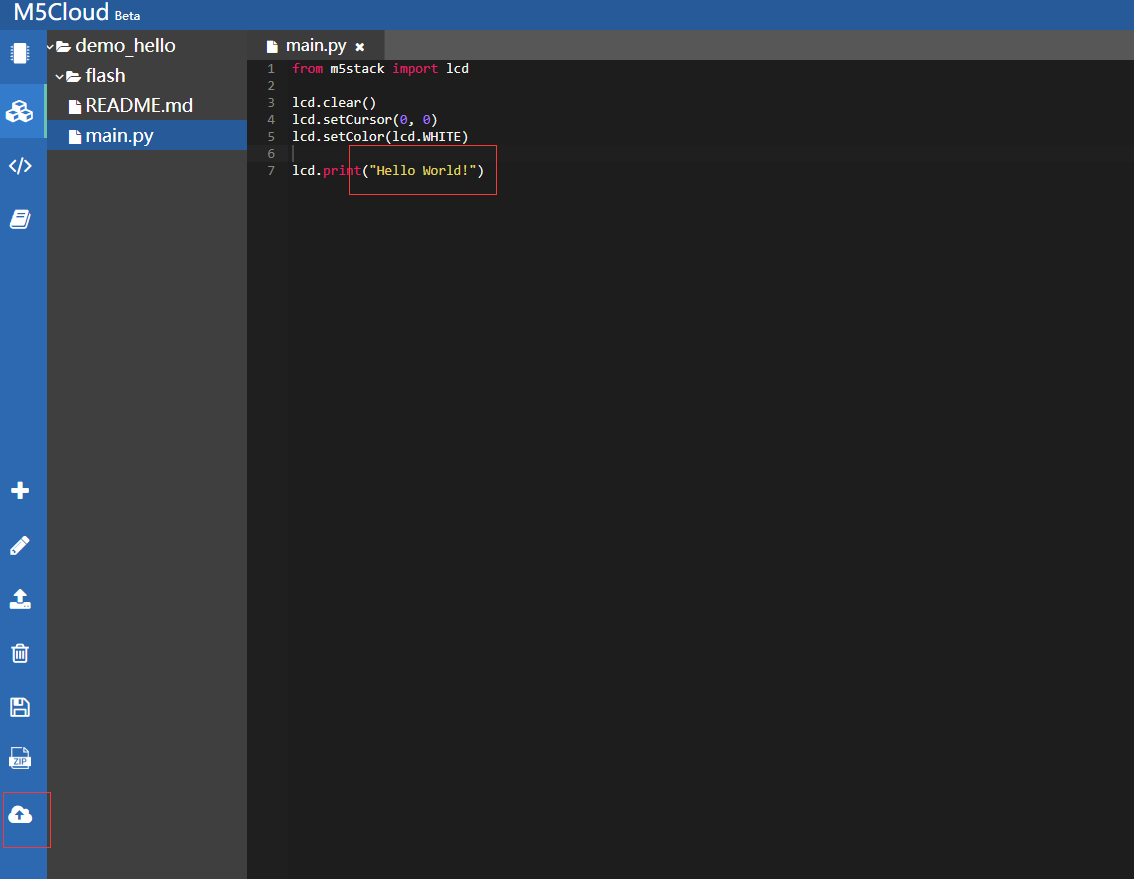 M5Cloud Beta
demo_hello
flash
README.md
main.py
main.py
1 from m5stack import lcd
2
3 lcd.clear()
4 lcd.setCursor(0, 0)
5 lcd.setColor(lcd.WHITE)
6
7 lcd.print("Hello World!")
ZIP